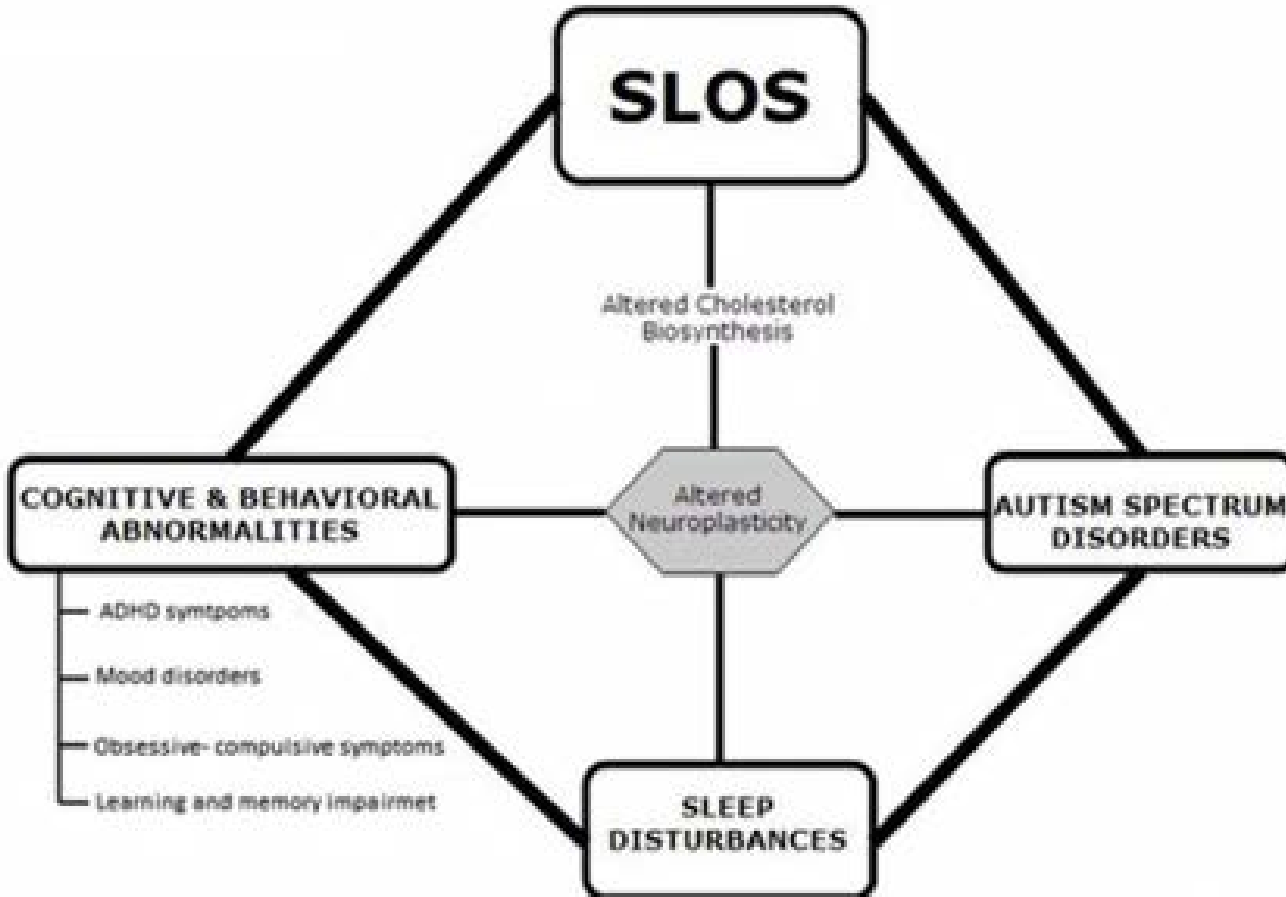 SLOS
Altered Cholesterol
Biosynthesis
Altered
Neuroplasticity
COGNITIVE & BEHAVIORAL
ABNORMALITIES
AUTISM SPECTRUM
DISORDERS
ADHD symtpoms
Mood disorders
Obsessive- compulsive symptoms
Learning and memory impairmet
SLEEP
DISTURBANCES